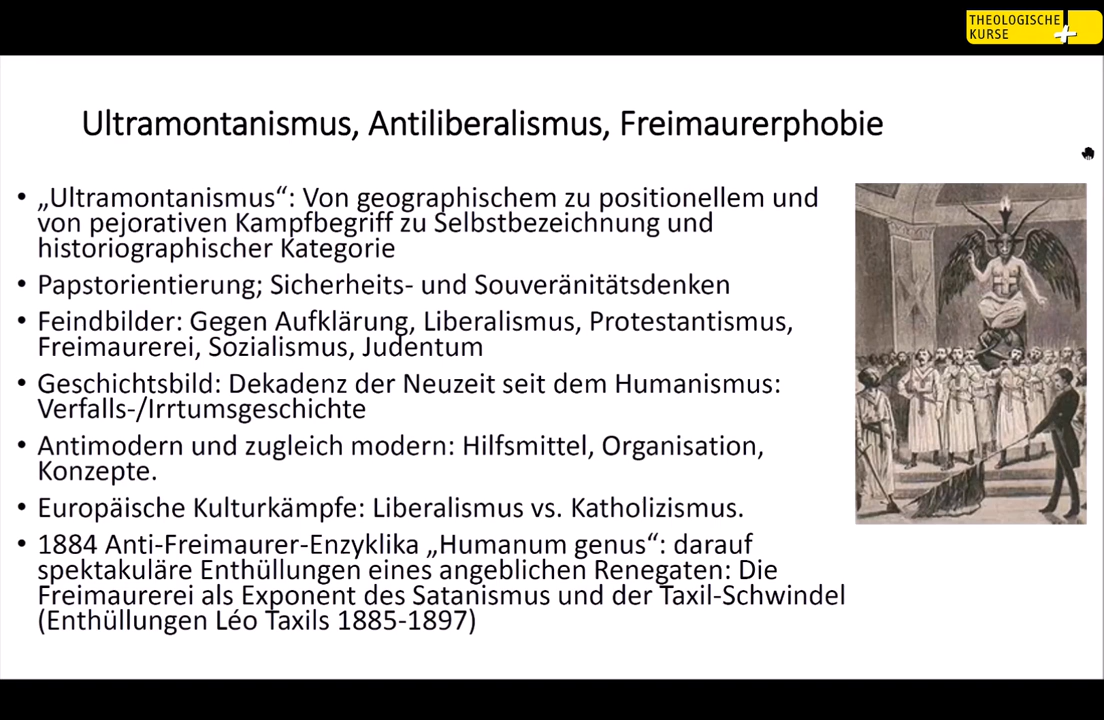 THEOLOGISCHE
KURSE
Ultramontanismus, Antiliberalismus, Freimaurerphobie
• „Ultramontanismus“: Von geographischem zu positionellem und
von pejorativen Kampfbegriff zu Selbstbezeichnung und
historiographischer Kategorie
• Papstorientierung; Sicherheits- und Souveränitätsdenken
• Feindbilder: Gegen Aufklärung, Liberalismus, Protestantismus,
Freimaurerei, Sozialismus, Judentum
• Geschichtsbild: Dekadenz der Neuzeit seit dem Humanismus:
Verfalls-/Irrtumsgeschichte
• Antimodern und zugleich modern: Hilfsmittel, Organisation,
Konzepte.
• Europäische Kulturkämpfe: Liberalismus vs. Katholizismus.
• 1884 Anti-Freimaurer-Enzyklika „Humanum genus“: darauf
spektakuläre Enthüllungen eines angeblichen Renegaten: Die
Freimaurerei als Exponent des Satanismus und der Taxil-Schwindel
(Enthüllungen Léo Taxils 1885-1897)